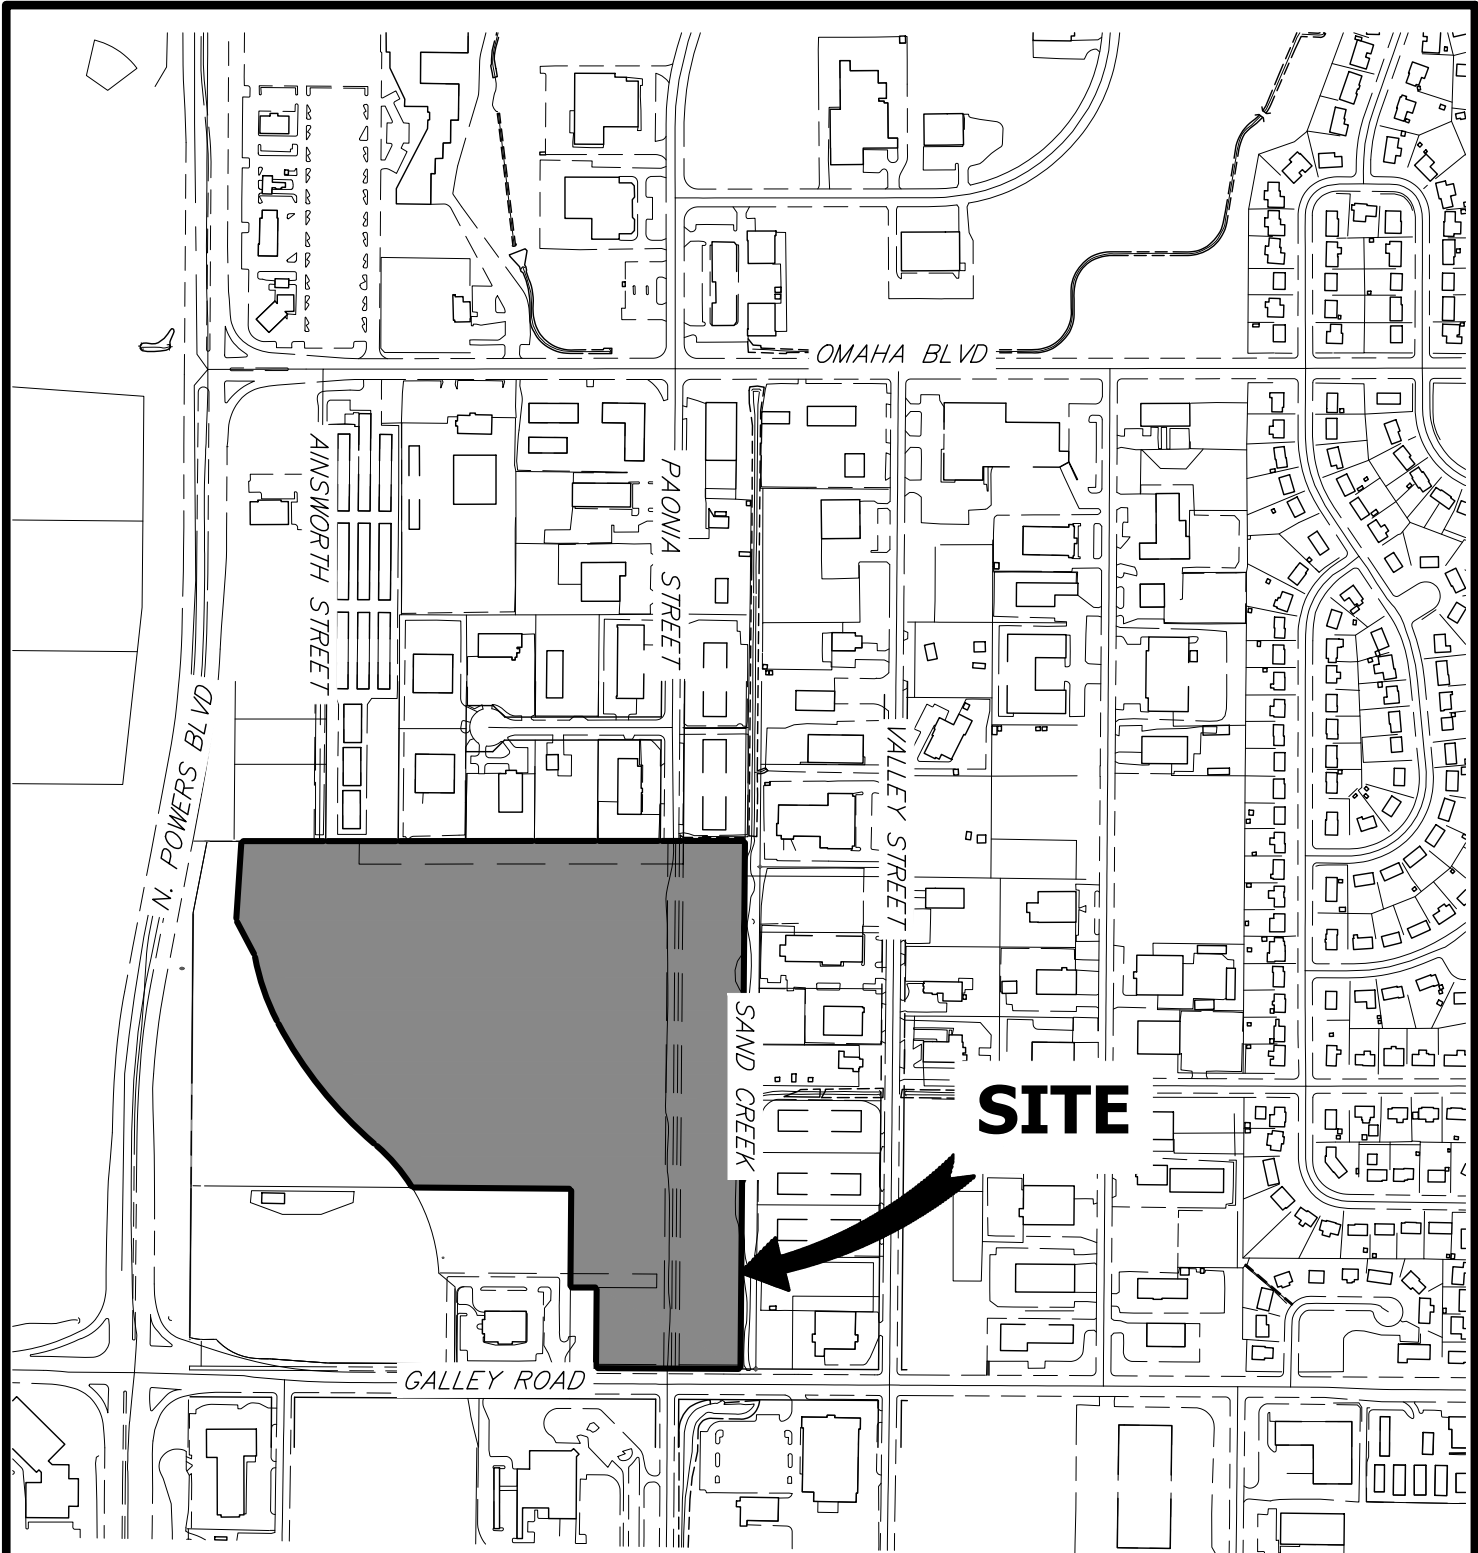 OMAHA BLVD
AINSWORTH STREET
PAONIA STREET
N. POWERS BLVD
VALLEY STREET
SAND CREEK
SITE
GALLEY ROAD